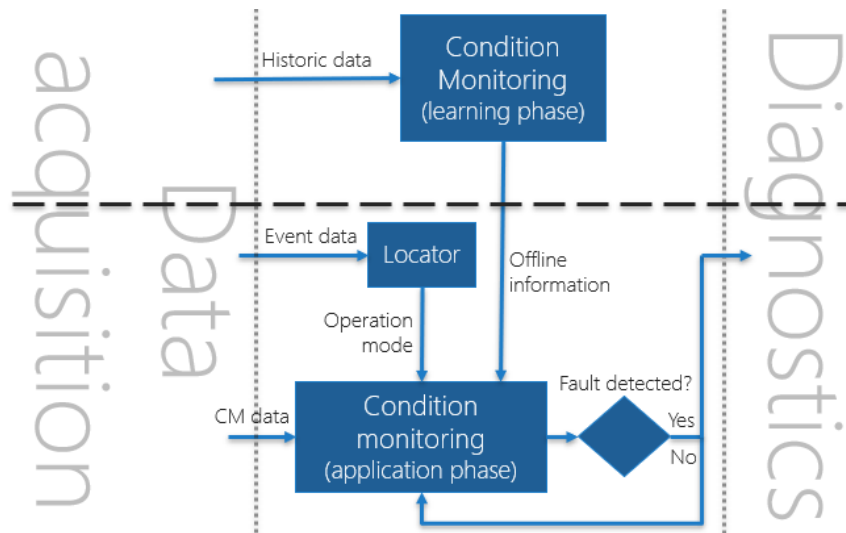 Data
acquisition
Historic data
Condition
Monitoring
(learning phase)
Diagnostics
Event data
Locator
Offline
information
Operation
mode
CM data
Condition
monitoring
(application phase)
Fault detected?
Yes
No